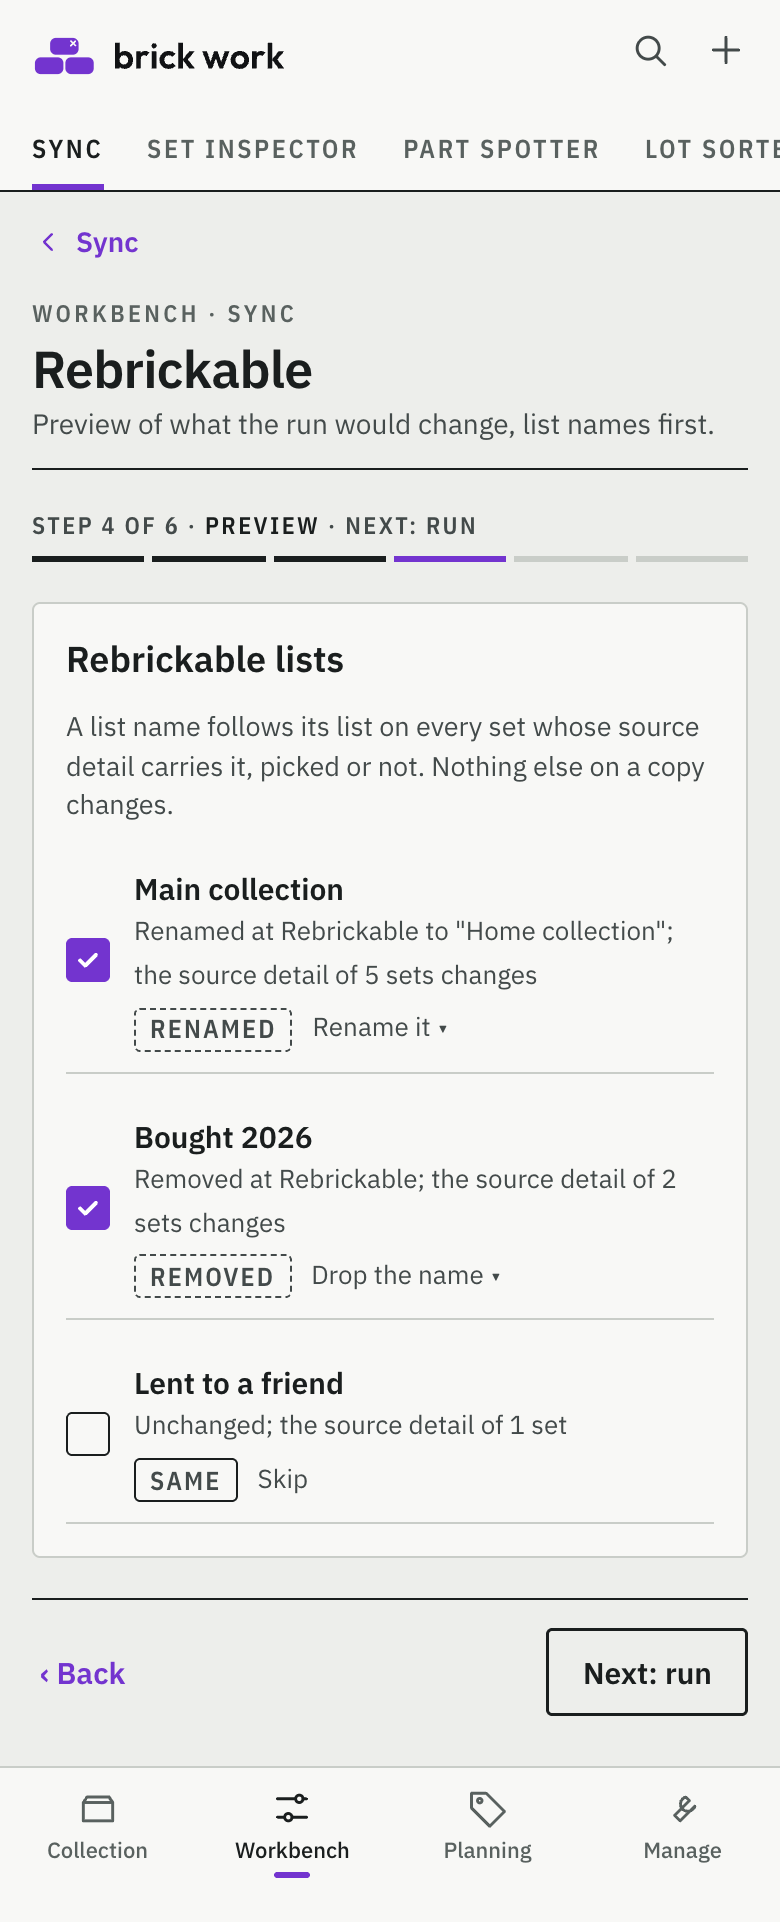 brick work
SYNC SET INSPECTOR PART SPOTTER LOT SORTE
Sync
WORKBENCH · SYNC
Rebrickable
Preview of what the run would change, list names first.
STEP 4 OF 6 · PREVIEW · NEXT: RUN
Rebrickable lists
A list name follows its list on every set whose source
detail carries it, picked or not. Nothing else on a copy
changes.
Main collection
Renamed at Rebrickable to "Home collection";
the source detail of 5 sets changes
RENAMED Rename it ▾
Bought 2026
Removed at Rebrickable; the source detail of 2
sets changes
REMOVED Drop the name ▾
Lent to a friend
Unchanged; the source detail of 1 set
SAME Skip
‹ Back Next: run
Collection Workbench Planning Manage